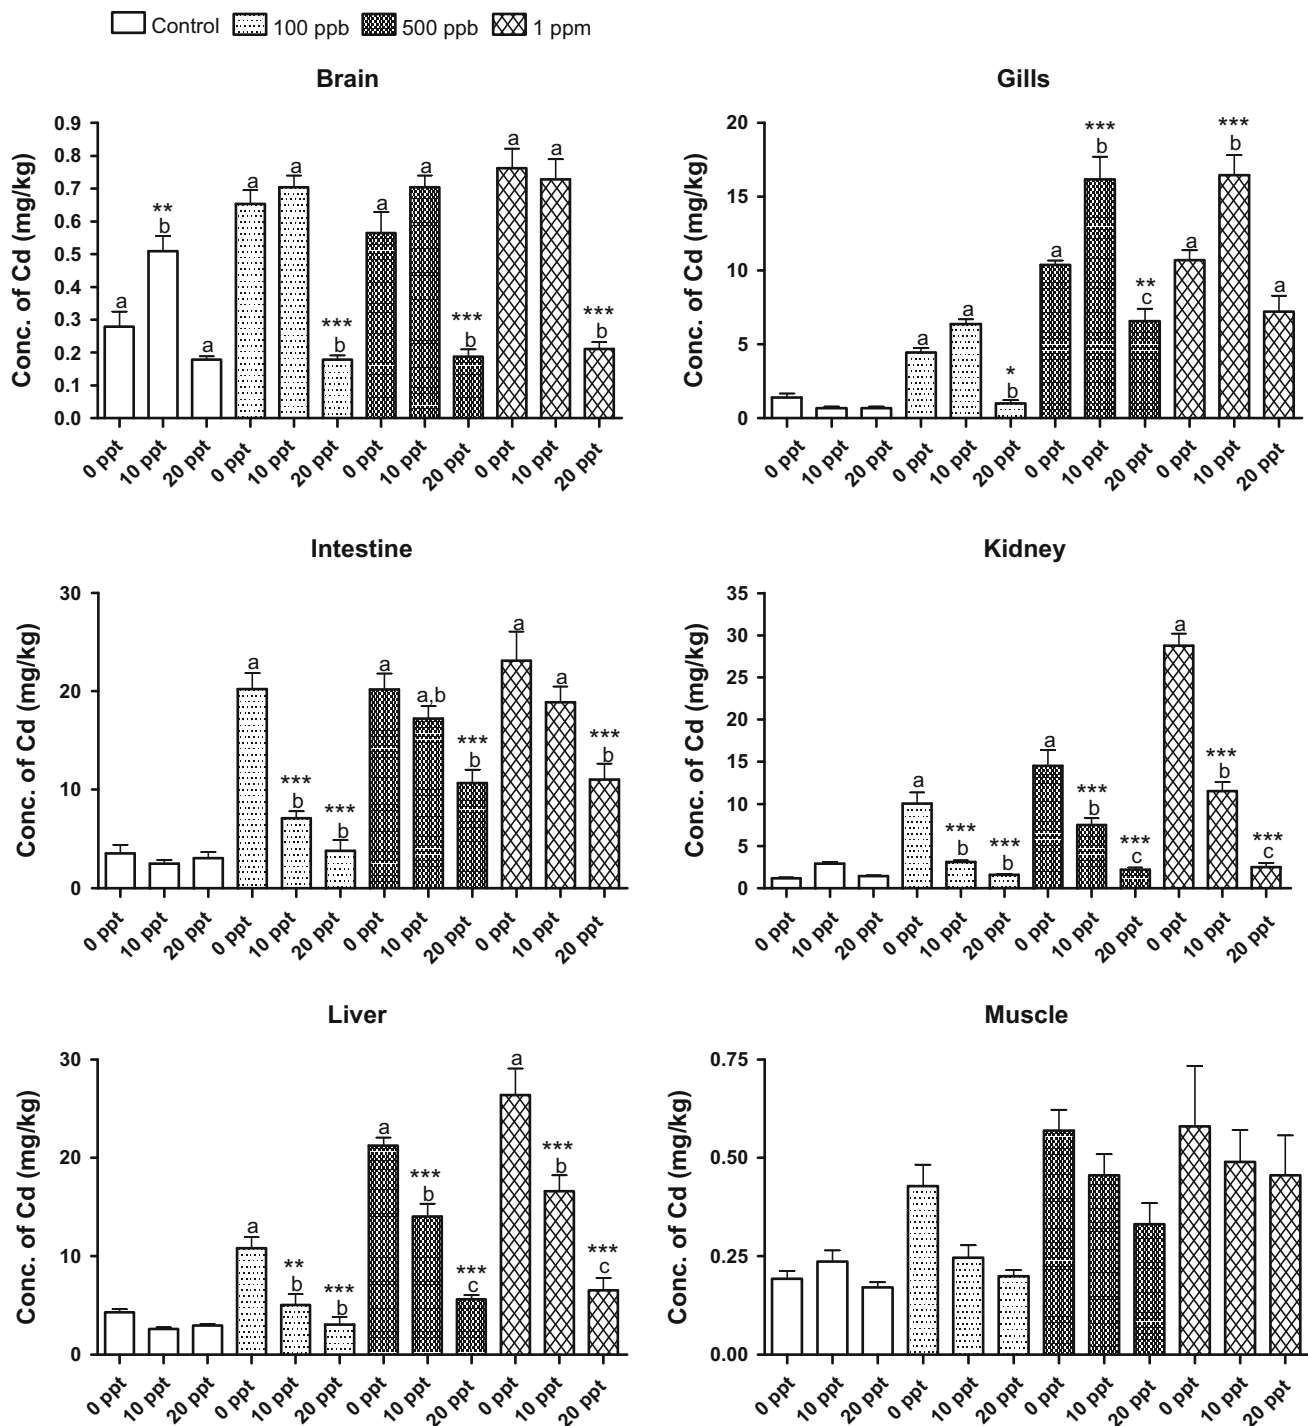 Control 100 ppb 500 ppb 1 ppm
Brain
Conc. of Cd (mg/kg)
0.9
0.8
0.7
0.6
0.5
0.4
0.3
0.2
0.1
0.0
a
**
b
a
a
a
***
b
a
a
***
b
a
a
***
b
0 ppt 10 ppt 20 ppt 0 ppt 10 ppt 20 ppt 0 ppt 10 ppt 20 ppt 0 ppt 10 ppt 20 ppt
Gills
Conc. of Cd (mg/kg)
20
15
10
5
0
a
a
*
b
a
***
b
**
c
a
***
b
a
0 ppt 10 ppt 20 ppt 0 ppt 10 ppt 20 ppt 0 ppt 10 ppt 20 ppt 0 ppt 10 ppt 20 ppt
Intestine
Conc. of Cd (mg/kg)
30
20
10
0
a
***
b
***
b
a
a,b
***
b
a
a
***
b
0 ppt 10 ppt 20 ppt 0 ppt 10 ppt 20 ppt 0 ppt 10 ppt 20 ppt 0 ppt 10 ppt 20 ppt
Kidney
Conc. of Cd (mg/kg)
35
30
25
20
15
10
5
0
a
***
b
***
b
a
***
b
***
c
a
***
b
***
c
0 ppt 10 ppt 20 ppt 0 ppt 10 ppt 20 ppt 0 ppt 10 ppt 20 ppt 0 ppt 10 ppt 20 ppt
Liver
Conc. of Cd (mg/kg)
30
20
10
0
a
**
b
***
b
a
***
b
***
c
a
***
b
***
c
0 ppt 10 ppt 20 ppt 0 ppt 10 ppt 20 ppt 0 ppt 10 ppt 20 ppt 0 ppt 10 ppt 20 ppt
Muscle
Conc. of Cd (mg/kg)
0.75
0.50
0.25
0.00
0 ppt 10 ppt 20 ppt 0 ppt 10 ppt 20 ppt 0 ppt 10 ppt 20 ppt 0 ppt 10 ppt 20 ppt